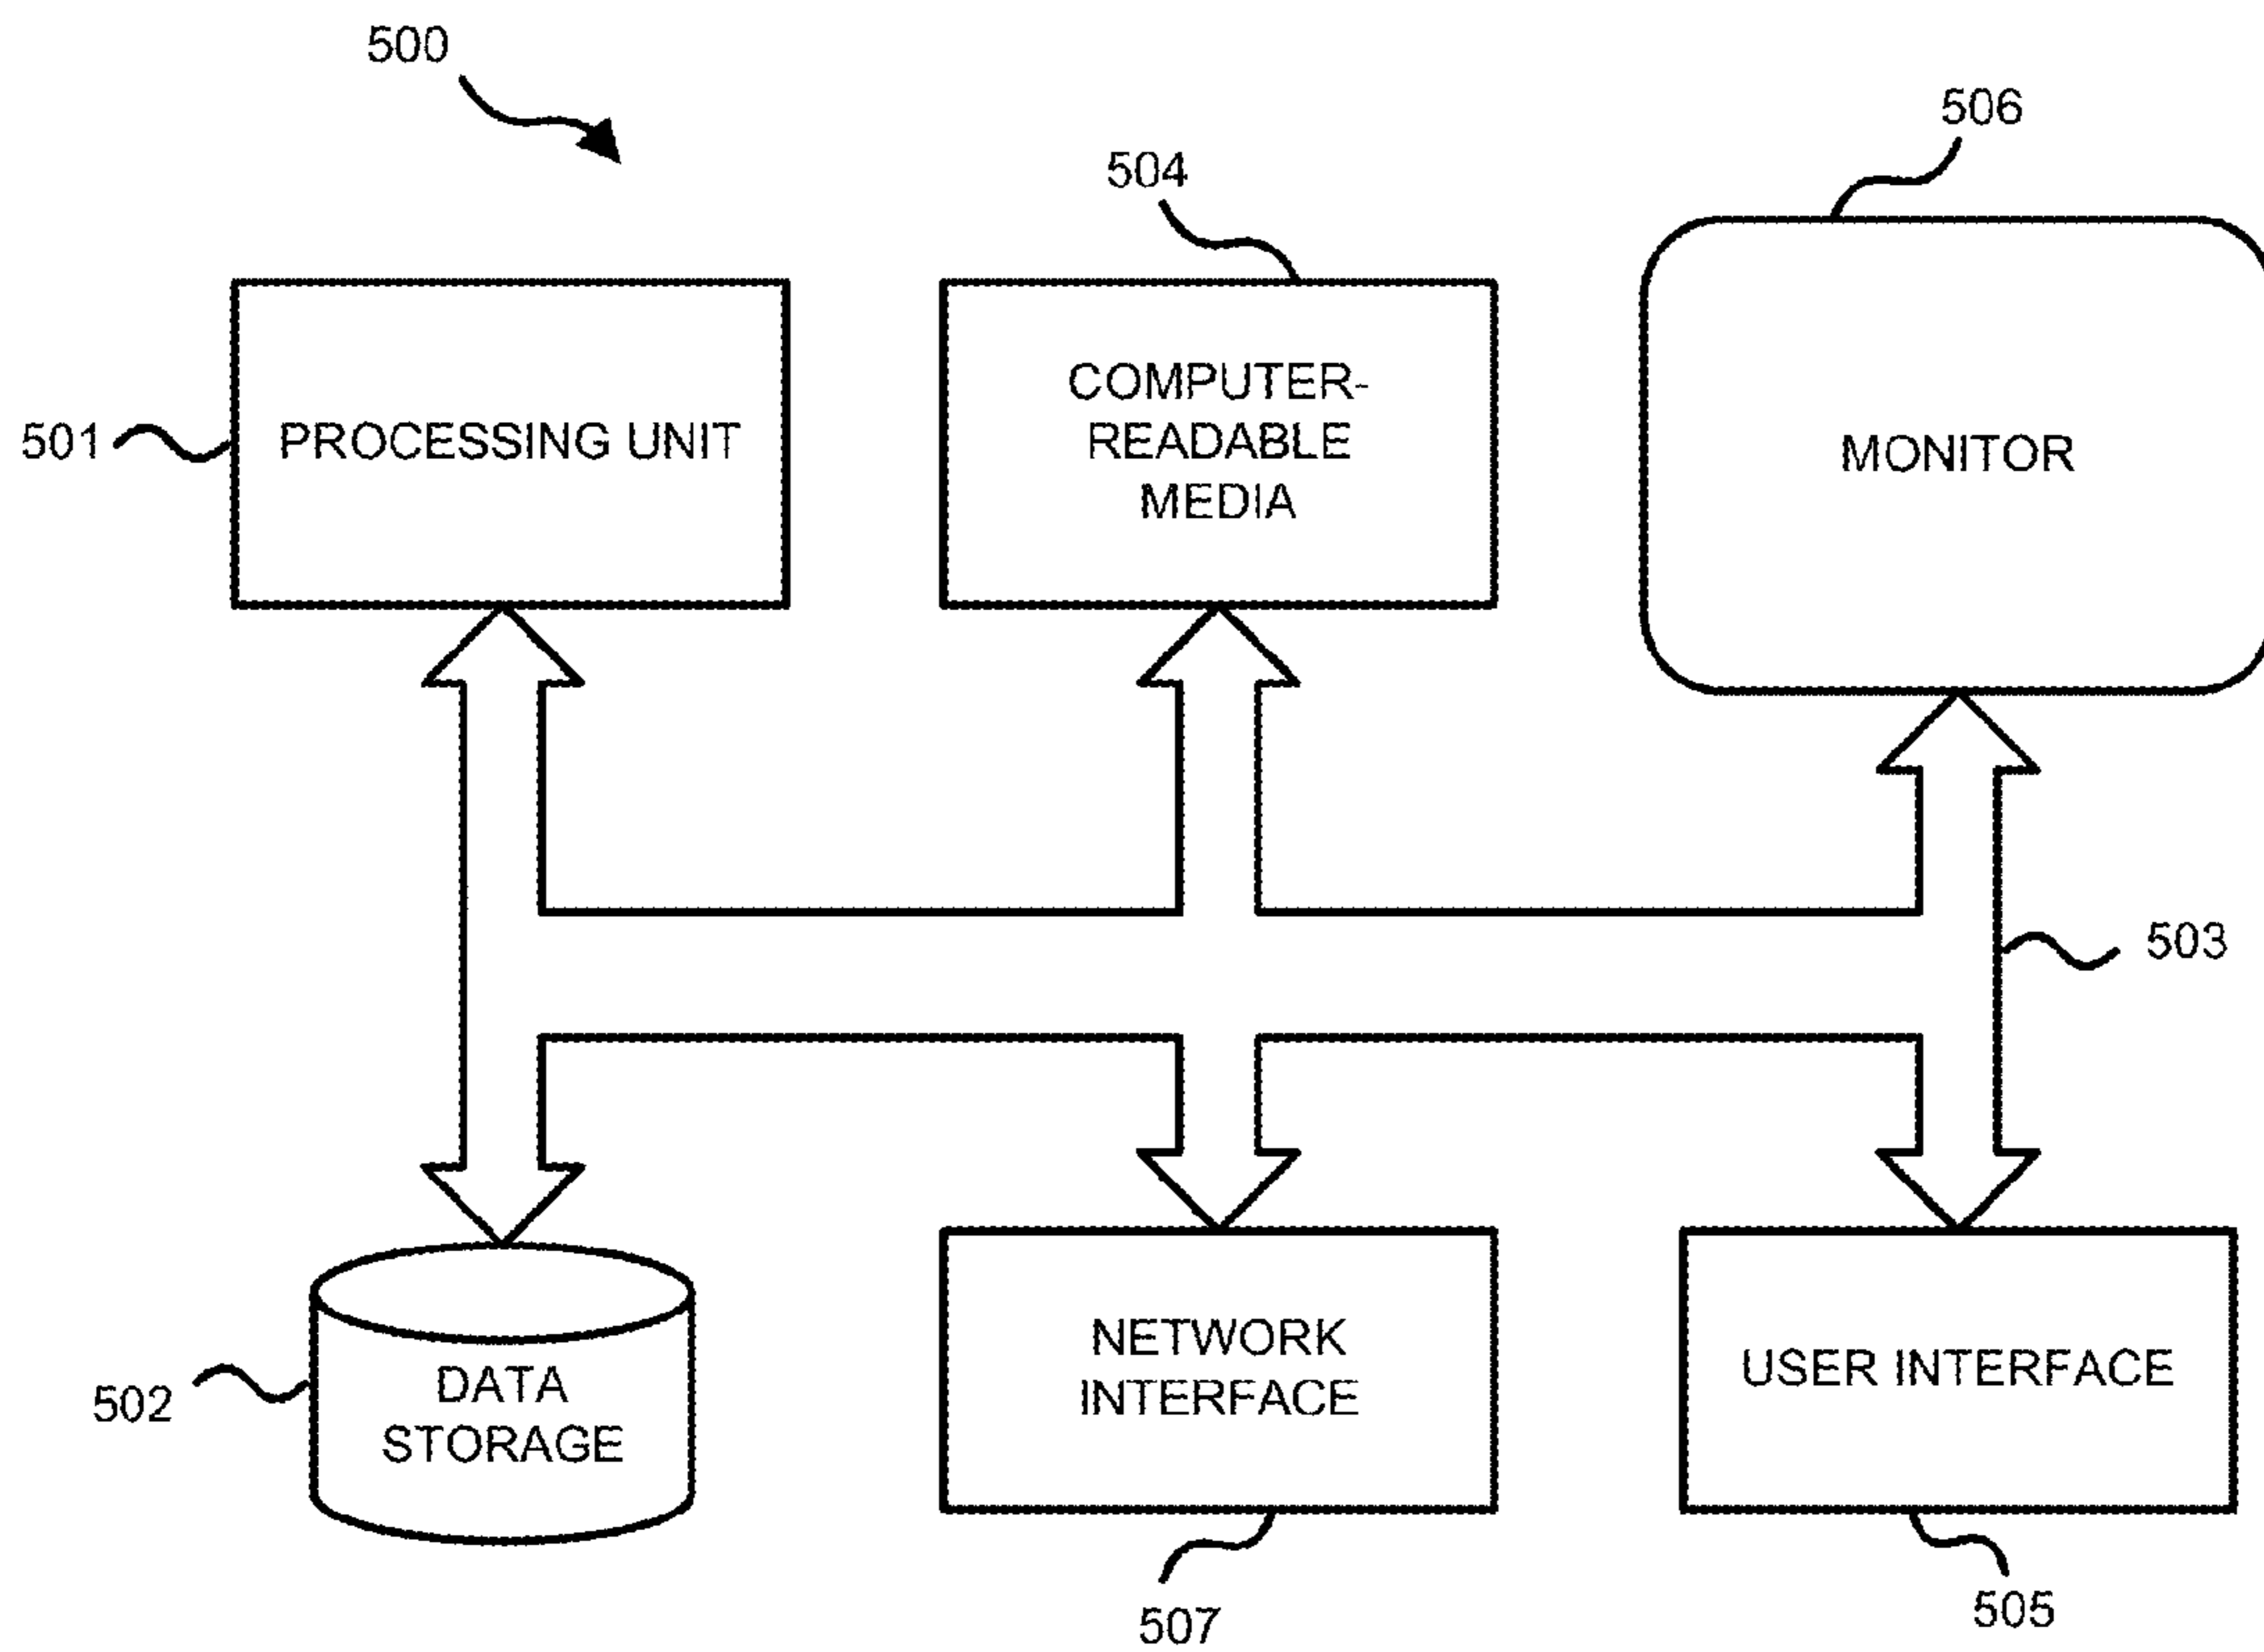 500
506
504
COMPUTER-
READABLE
MEDIA
501
PROCESSING UNIT
MONITOR
503
NETWORK
INTERFACE
USER INTERFACE
502
DATA
STORAGE
507
505